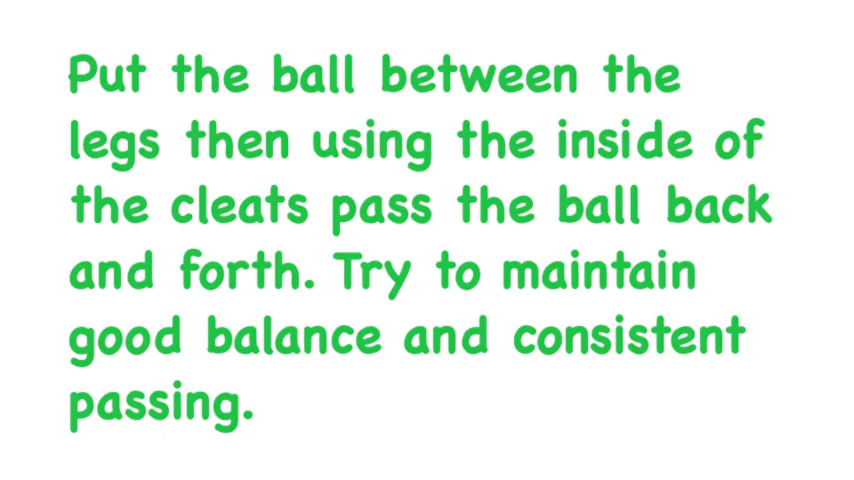 Put the ball between the
legs then using the inside of
the cleats pass the ball back
and forth. Try to maintain
good balance and consistent
passing.